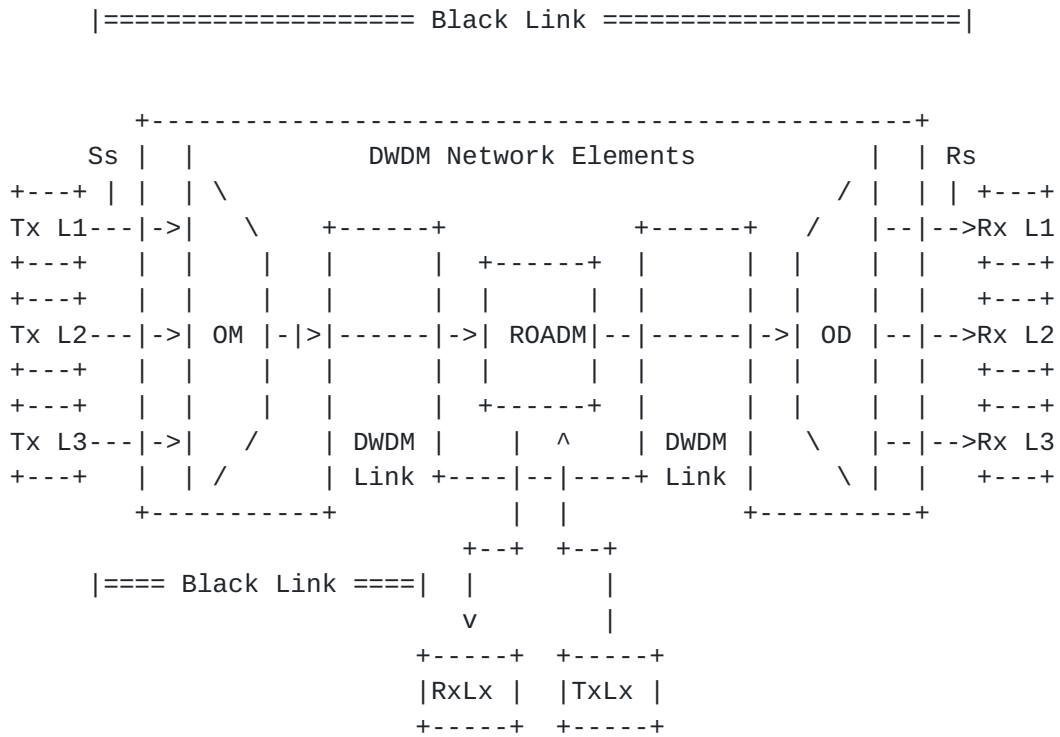 |==================== Black Link =======================|
+-------------------------------------------------+
Ss | | DWDM Network Elements | | Rs
+---+ | | | \ / | | | +---+
Tx L1---|->| \ +------+ +------+ / |--|-->Rx L1
+---+ | | | | | +------+ | | | | | +---+
+---+ | | | | | | | | | | | | +---+
Tx L2---|->| OM |-|>|------|->| ROADM|--|------|->| OD |--|-->Rx L2
+---+ | | | | | | | | | | | | +---+
+---+ | | | | | +------+ | | | | | +---+
Tx L3---|->| / | DWDM | | ^ | DWDM | \ |--|-->Rx L3
+---+ | | / | Link +----|--|----+ Link | \ | | +---+
+-----------+ | | +----------+
+--+ +--+
|==== Black Link ====| | |
v |
+-----+ +-----+
|RxLx | |TxLx |
+-----+ +-----+